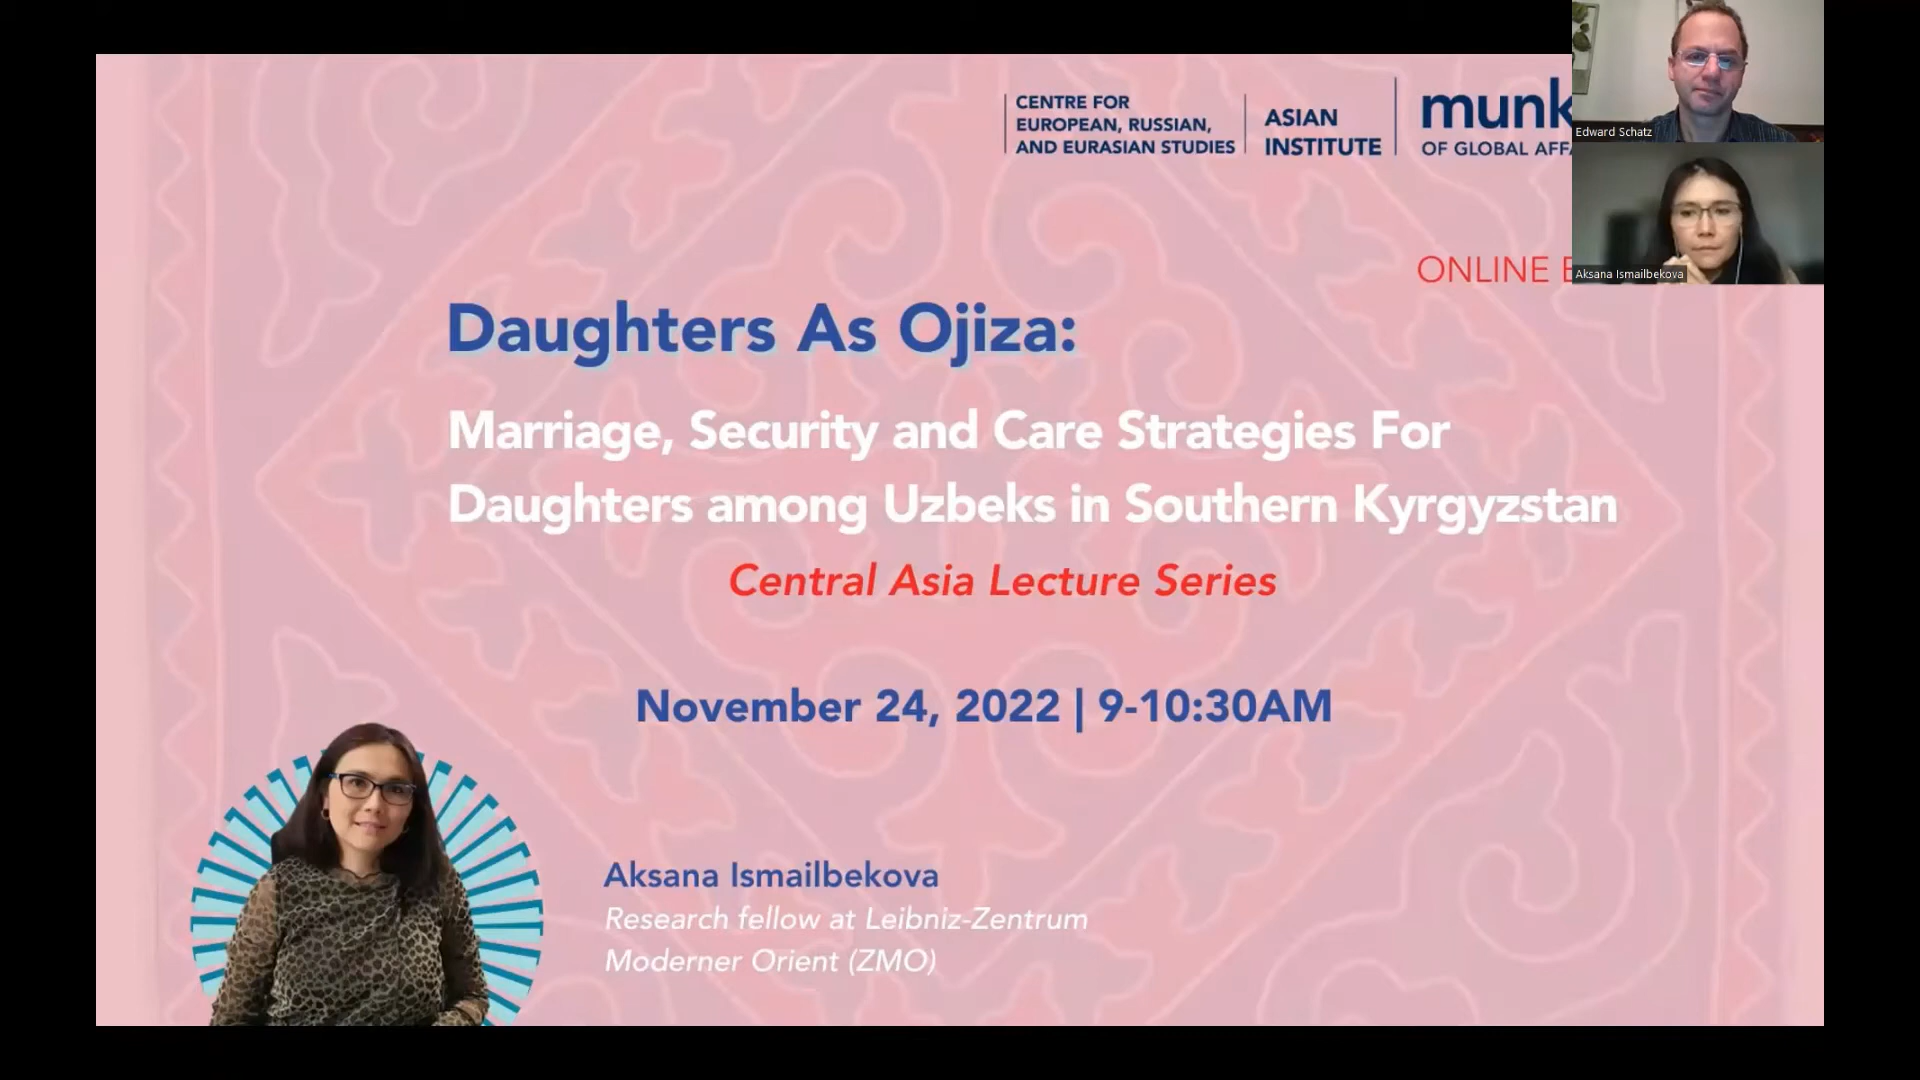 CENTRE FOR
EUROPEAN, RUSSIAN,
AND EURASIAN STUDIES
ASIAN
INSTITUTE
munk
OF GLOBAL
Edward Schatz
Aksana Ismailbekova
ONLINE
Daughters As Ojiza:
Marriage, Security and Care Strategies For
Daughters among Uzbeks in Southern Kyrgyzstan
Central Asia Lecture Series
November 24, 2022 | 9-10:30AM
Aksana Ismailbekova
Research fellow at Leibniz-Zentrum
Moderner Orient (ZMO)